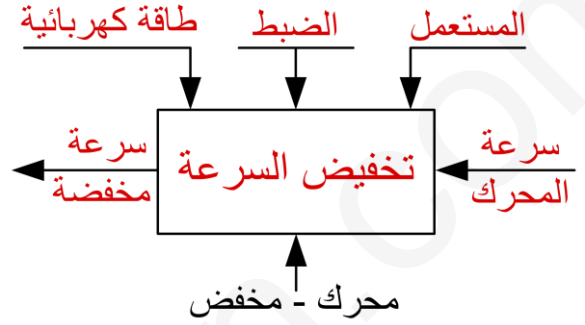 المستعمل
الضبط
طاقة كهربائية
سرعة
المحرك
تخفيض السرعة
سرعة
مخفضة
محرك - مخفض